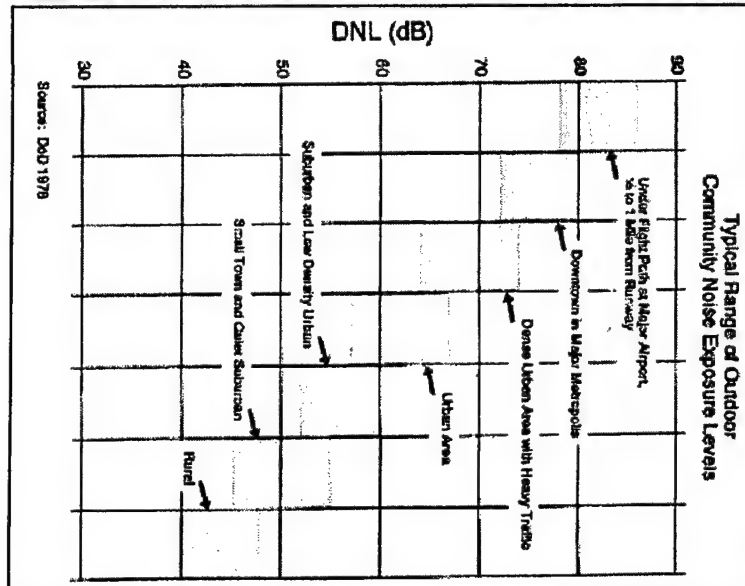 Typical Range of Outdoor
Community Noise Exposure Levels
DNL (dB)
90
80
70
60
50
40
30
Under Flight Path at Major Airport,
½ to 1 Mile from Runway
Downtown in Major Metropolis
Dense Urban Area with Heavy Traffic
Urban Area
Suburban and Low Density Urban
Small Town and Quiet Suburban
Rural
Source: DoD 1978